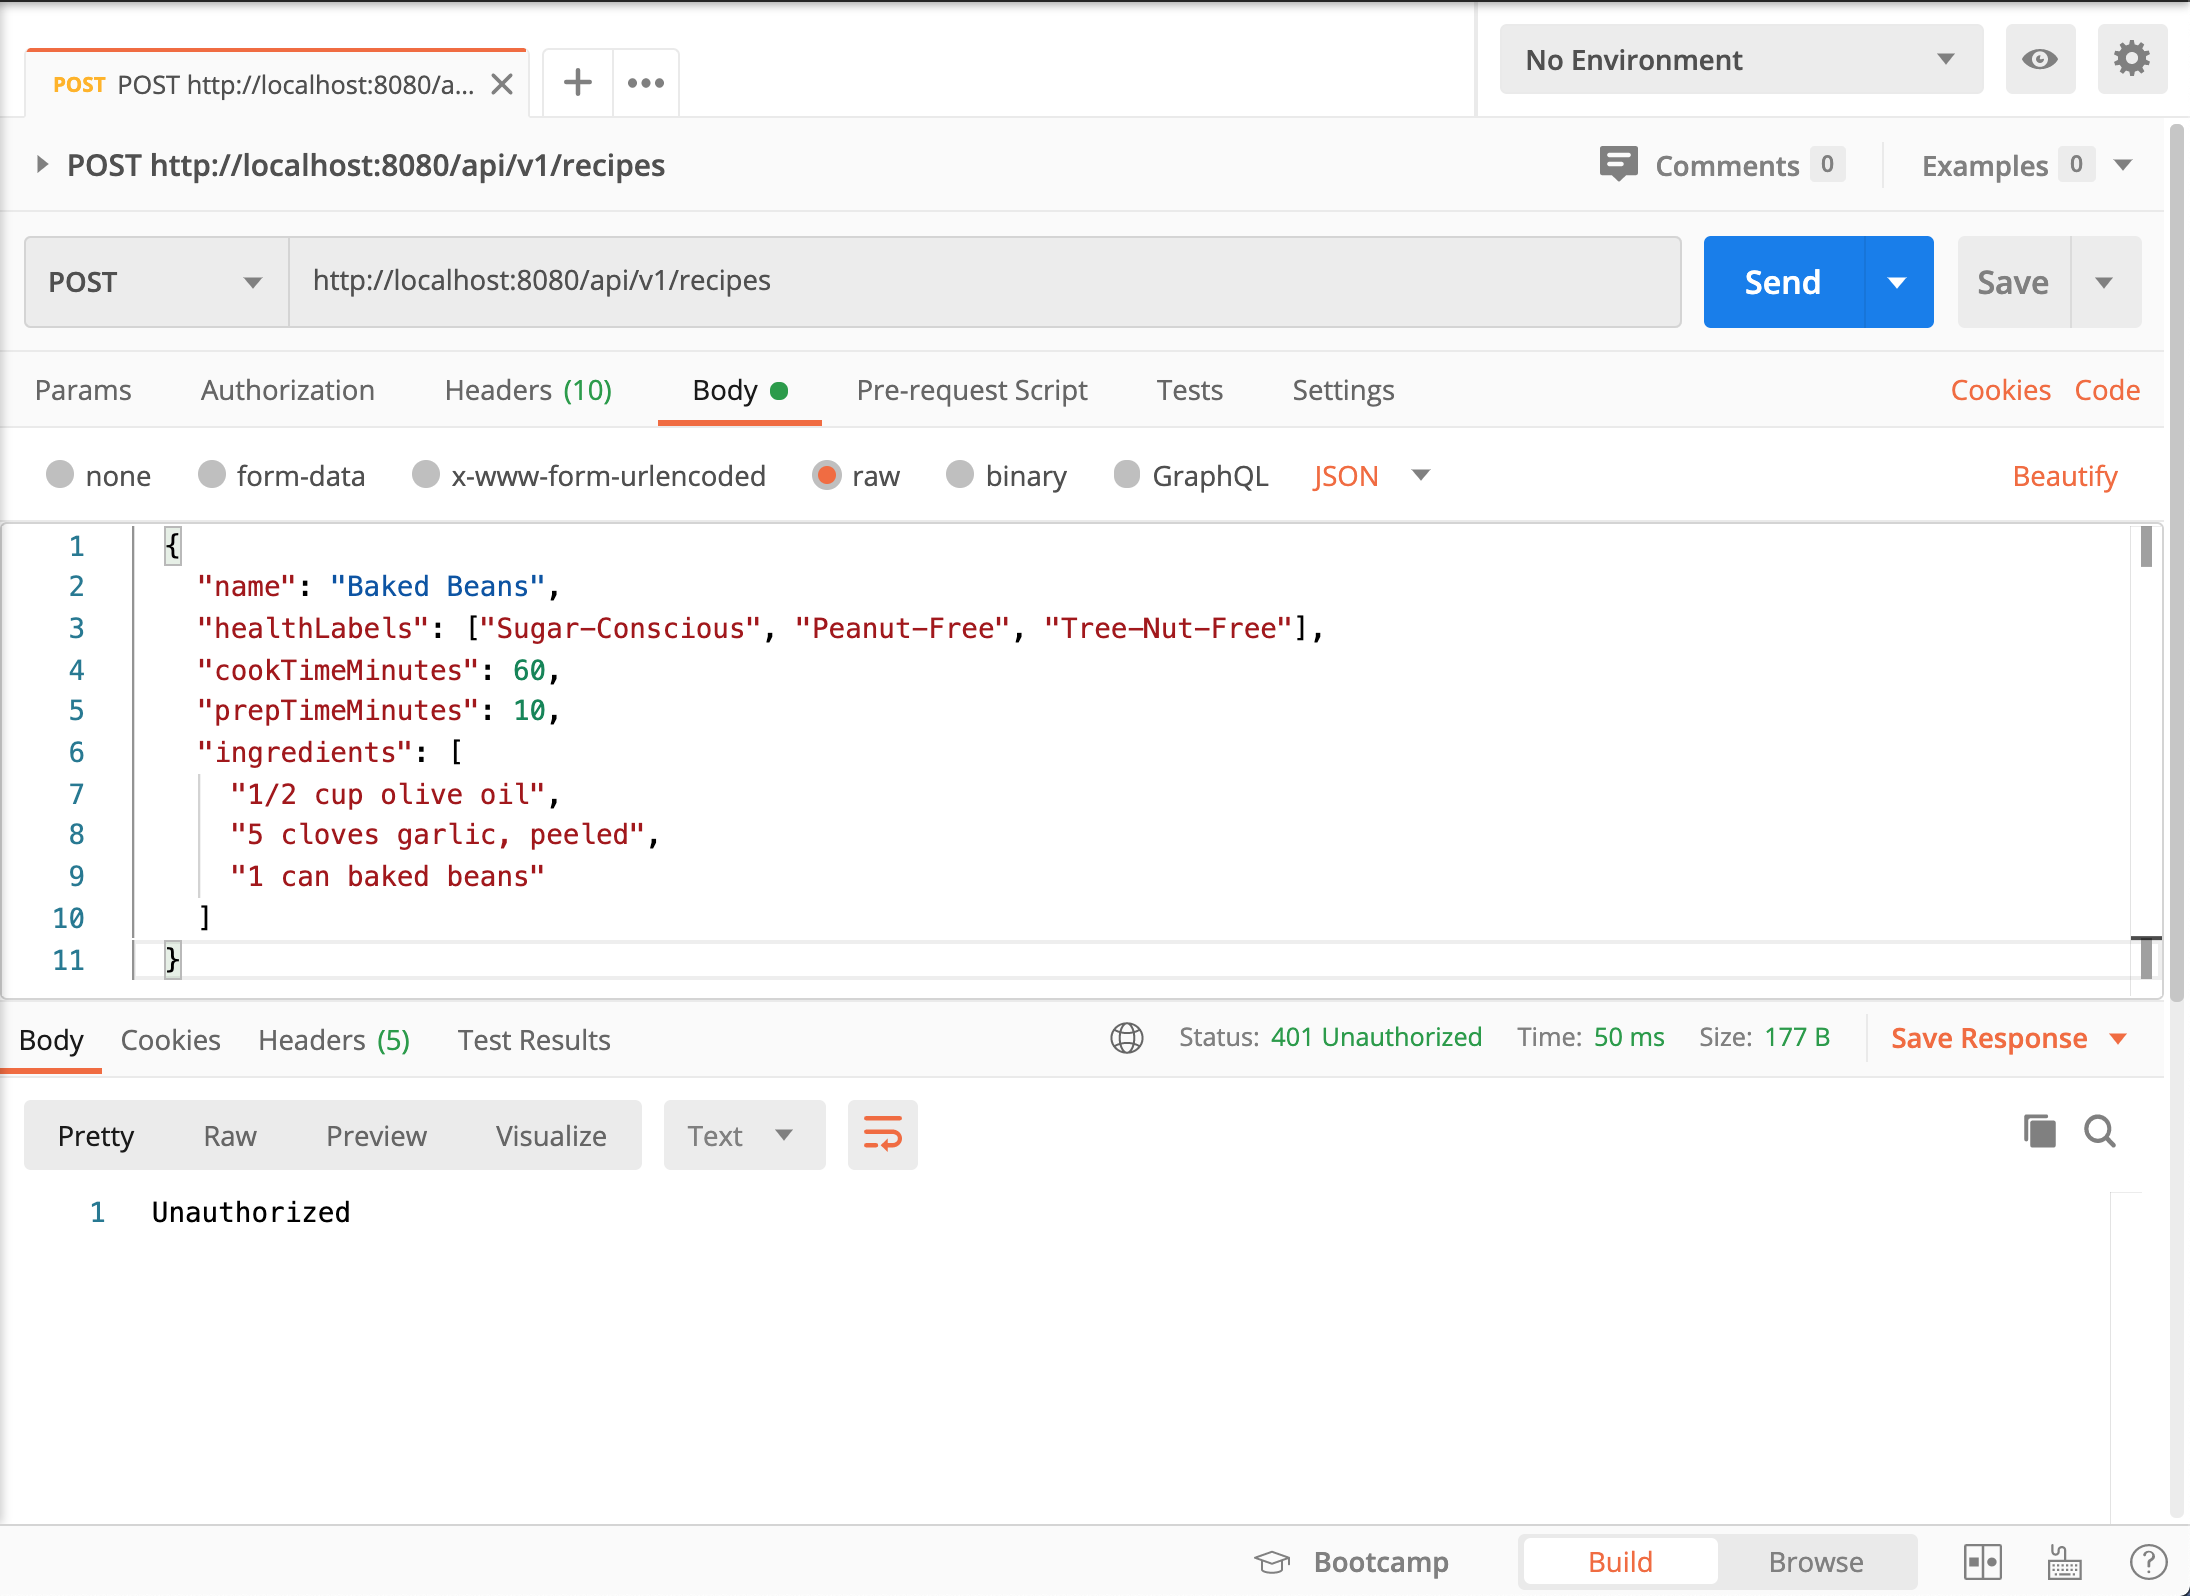 POST POST http://localhost:8080/a... No Environment
POST http://localhost:8080/api/v1/recipes Comments 0 Examples 0
POST http://localhost:8080/api/v1/recipes Send Save
Params Authorization Headers (10) Body Pre-request Script Tests Settings Cookies Code
none form-data x-www-form-urlencoded raw binary GraphQL JSON Beautify
1 {
2 "name": "Baked Beans",
3 "healthLabels": ["Sugar-Conscious", "Peanut-Free", "Tree-Nut-Free"],
4 "cookTimeMinutes": 60,
5 "prepTimeMinutes": 10,
6 "ingredients": [
7 "1/2 cup olive oil",
8 "5 cloves garlic, peeled",
9 "1 can baked beans"
10 ]
11 }
Body Cookies Headers (5) Test Results Status: 401 Unauthorized Time: 50 ms Size: 177 B Save Response
Pretty Raw Preview Visualize Text
1 Unauthorized
Bootcamp Build Browse ?